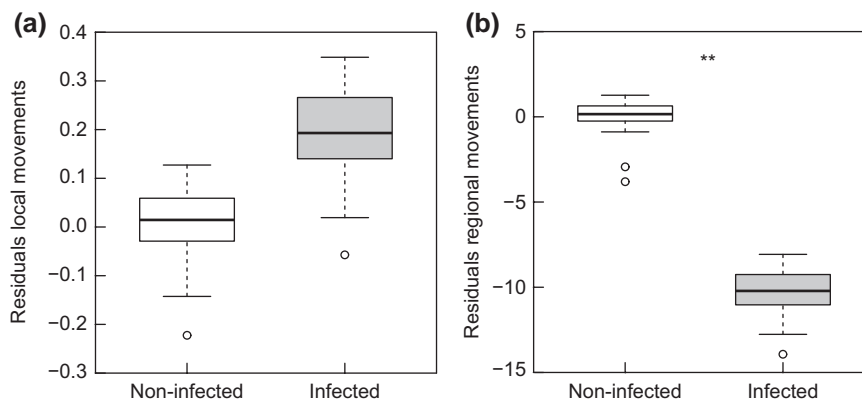 (a)
Residuals local movements
0.4
0.3
0.2
0.1
0.0
−0.1
−0.2
−0.3
Non-infected
Infected
(b)
Residuals regional movements
5
0
−5
−10
−15
**
Non-infected
Infected